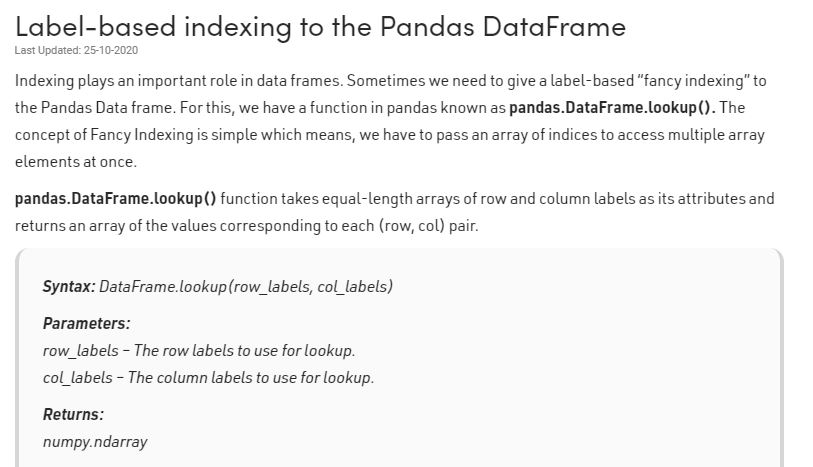 Label-based indexing to the Pandas DataFrame
Last Updated: 25-10-2020
Indexing plays an important role in data frames. Sometimes we need to give a label-based “fancy indexing” to
the Pandas Data frame. For this, we have a function in pandas known as pandas.DataFrame.lookup(). The
concept of Fancy Indexing is simple which means, we have to pass an array of indices to access multiple array
elements at once.
pandas.DataFrame.lookup() function takes equal-length arrays of row and column labels as its attributes and
returns an array of the values corresponding to each (row, col) pair.
Syntax: DataFrame.lookup(row_labels, col_labels)
Parameters:
row_labels – The row labels to use for lookup.
col_labels – The column labels to use for lookup.
Returns:
numpy.ndarray